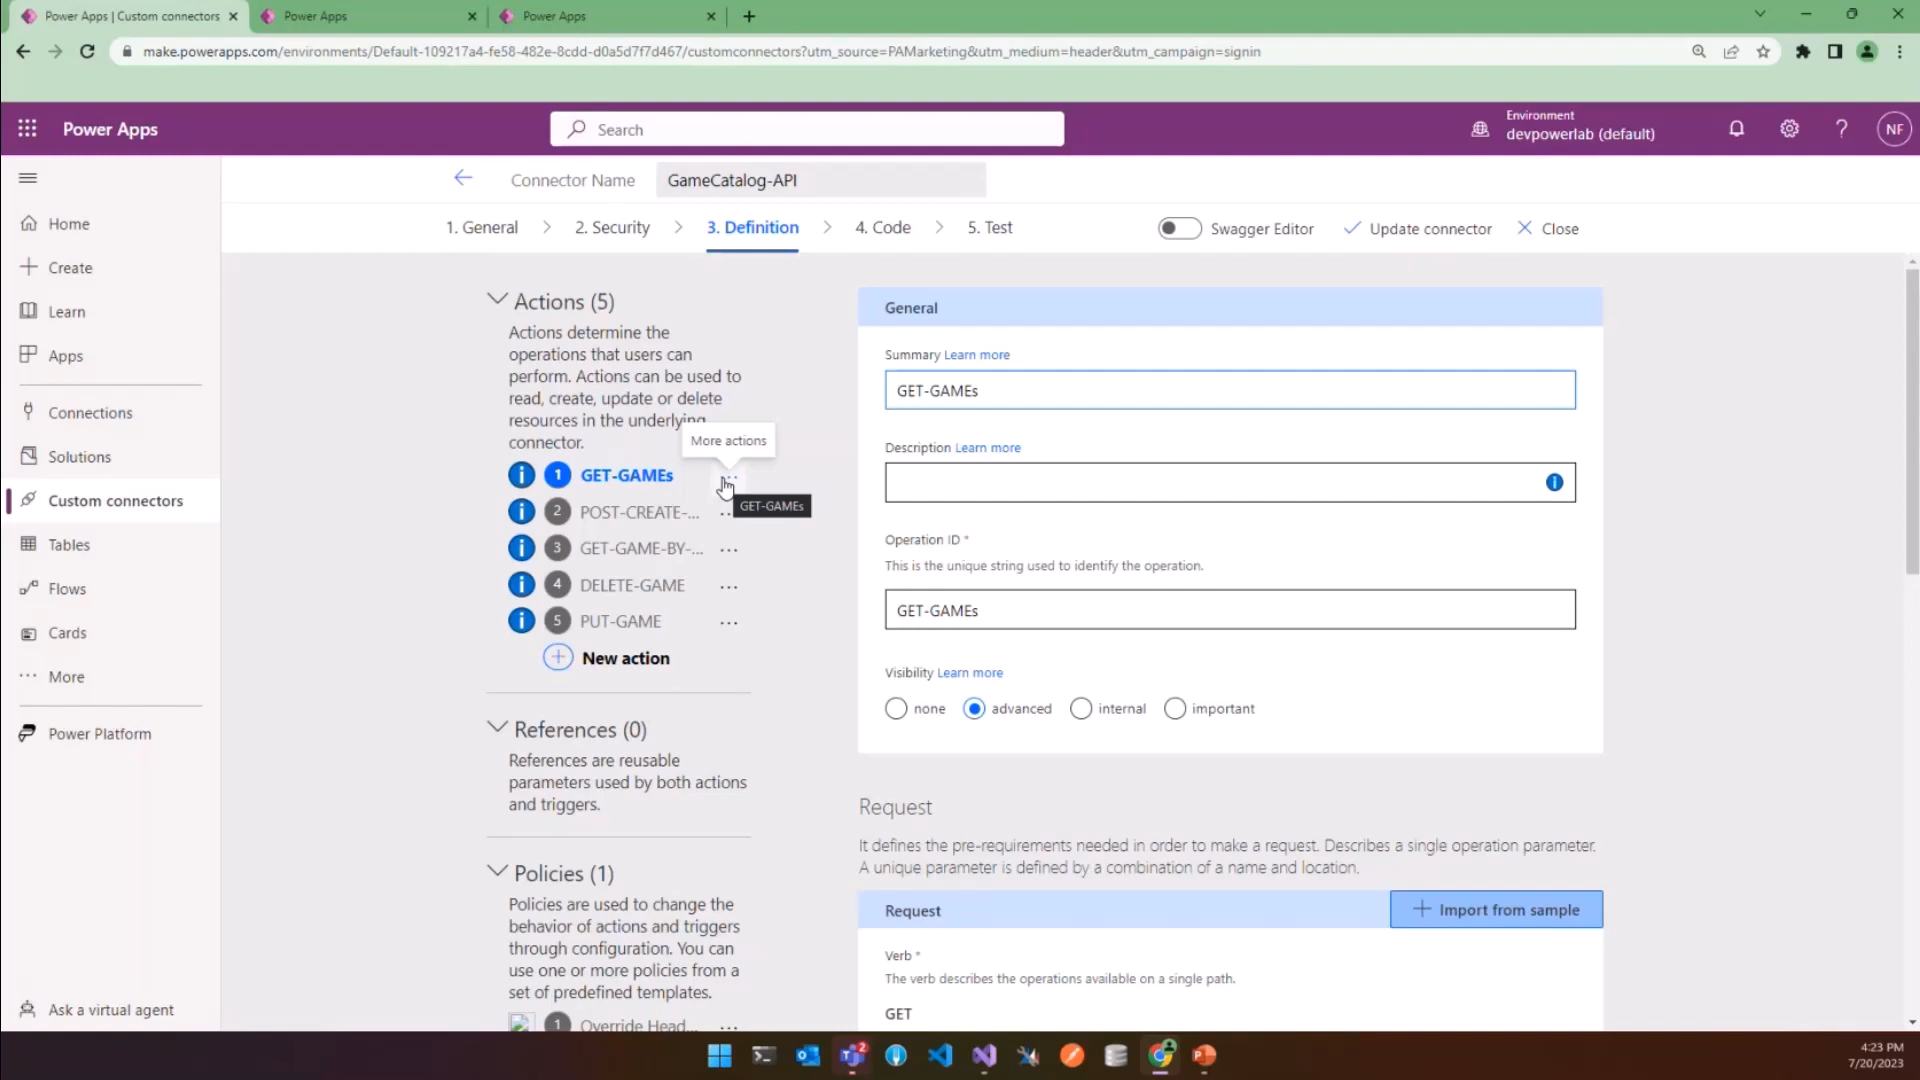 Power Apps | Custom connectors
Power Apps
Power Apps
make.powerapps.com/environments/Default-109217a4-fe58-482e-8cdd-d0a5d7f7d467/customconnectors?utm_source=PAMarketing&utm_medium=header&utm_campaign=signin
Power Apps
Search
Environment
devpowerlab (default)
?
NF
Connector Name
GameCatalog-API
1. General
2. Security
3. Definition
4. Code
5. Test
Swagger Editor
Update connector
Close
Home
Create
Learn
Apps
Connections
Solutions
Custom connectors
Tables
Flows
Cards
More
Power Platform
Ask a virtual agent
Actions (5)
Actions determine the
operations that users can
perform. Actions can be used to
read, create, update or delete
resources in the underlying
connector.
More actions
i 1 GET-GAMEs ...
GET-GAMEs
i 2 POST-CREATE-... ...
i 3 GET-GAME-BY-... ...
i 4 DELETE-GAME ...
i 5 PUT-GAME ...
New action
References (0)
References are reusable
parameters used by both actions
and triggers.
Policies (1)
Policies are used to change the
behavior of actions and triggers
through configuration. You can
use one or more policies from a
set of predefined templates.
1 Override Head... ...
General
Summary Learn more
GET-GAMEs
Description Learn more
i
Operation ID *
This is the unique string used to identify the operation.
GET-GAMEs
Visibility Learn more
none
advanced
internal
important
Request
It defines the pre-requirements needed in order to make a request. Describes a single operation parameter.
A unique parameter is defined by a combination of a name and location.
Request
Import from sample
Verb *
The verb describes the operations available on a single path.
GET
2
4:23 PM
7/20/2023